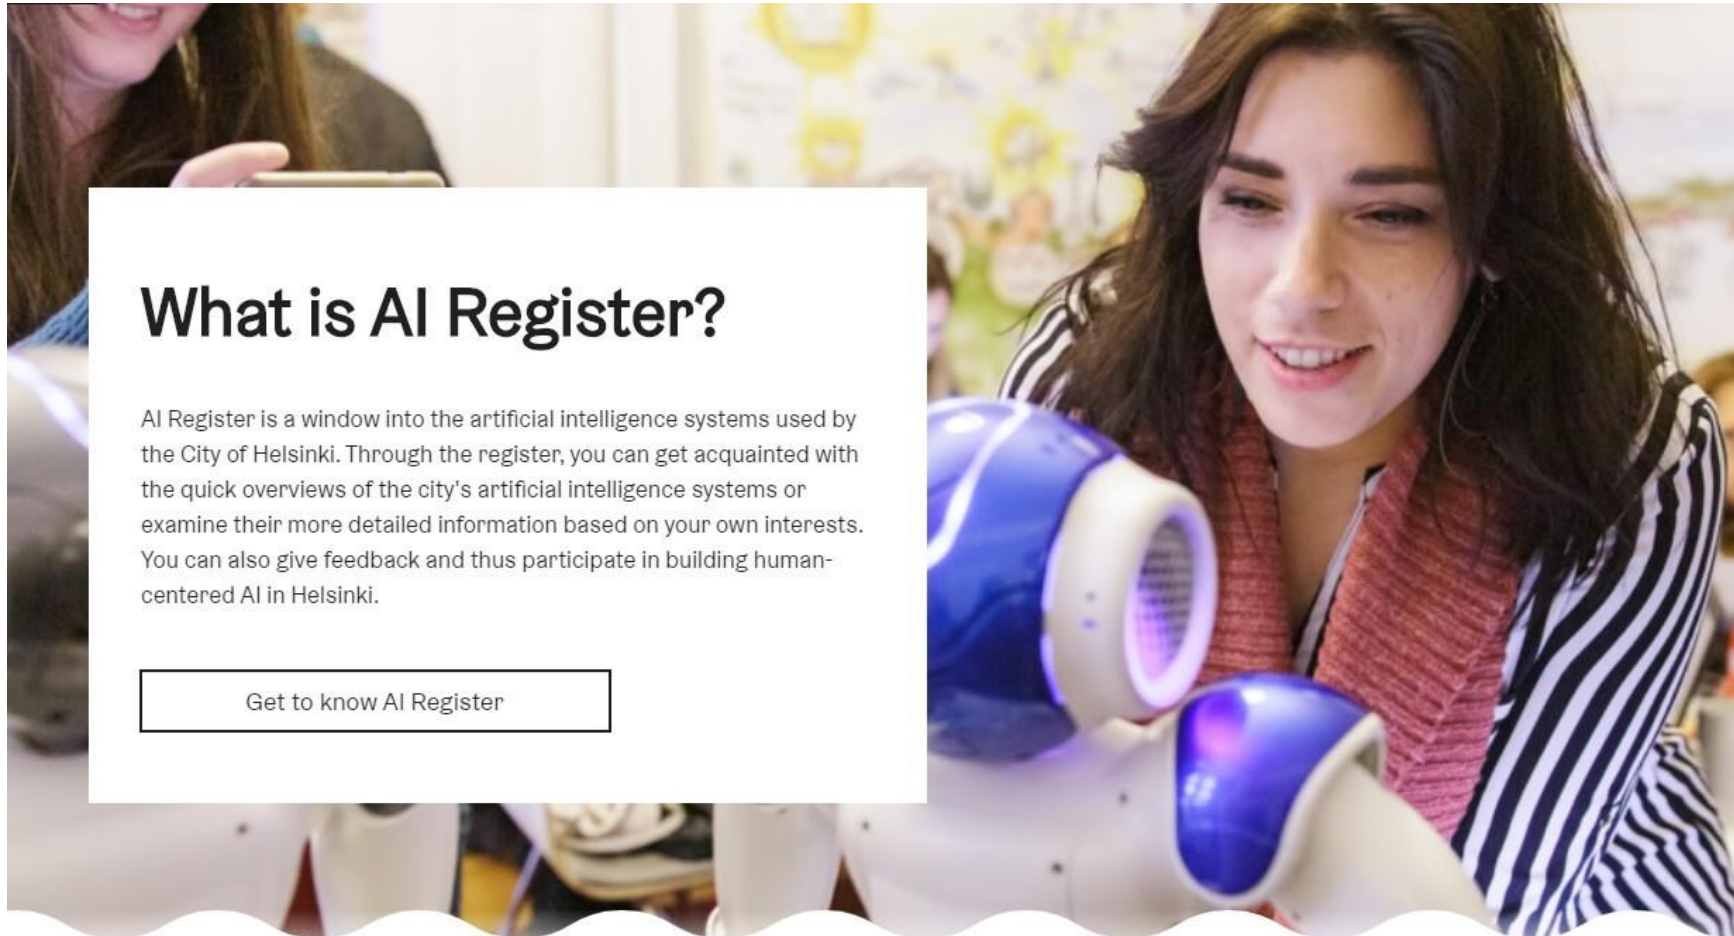 What is AI Register?
AI Register is a window into the artificial intelligence systems used by
the City of Helsinki. Through the register, you can get acquainted with
the quick overviews of the city's artificial intelligence systems or
examine their more detailed information based on your own interests.
You can also give feedback and thus participate in building human-
centered AI in Helsinki.
Get to know AI Register